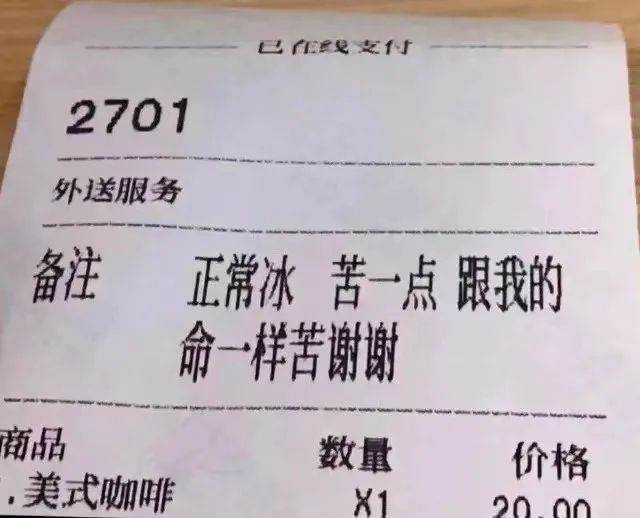 已在线支付
2701
外送服务
备注 正常冰 苦一点 跟我的
命一样苦谢谢
商品 数量 价格
.美式咖啡 X1 20.00